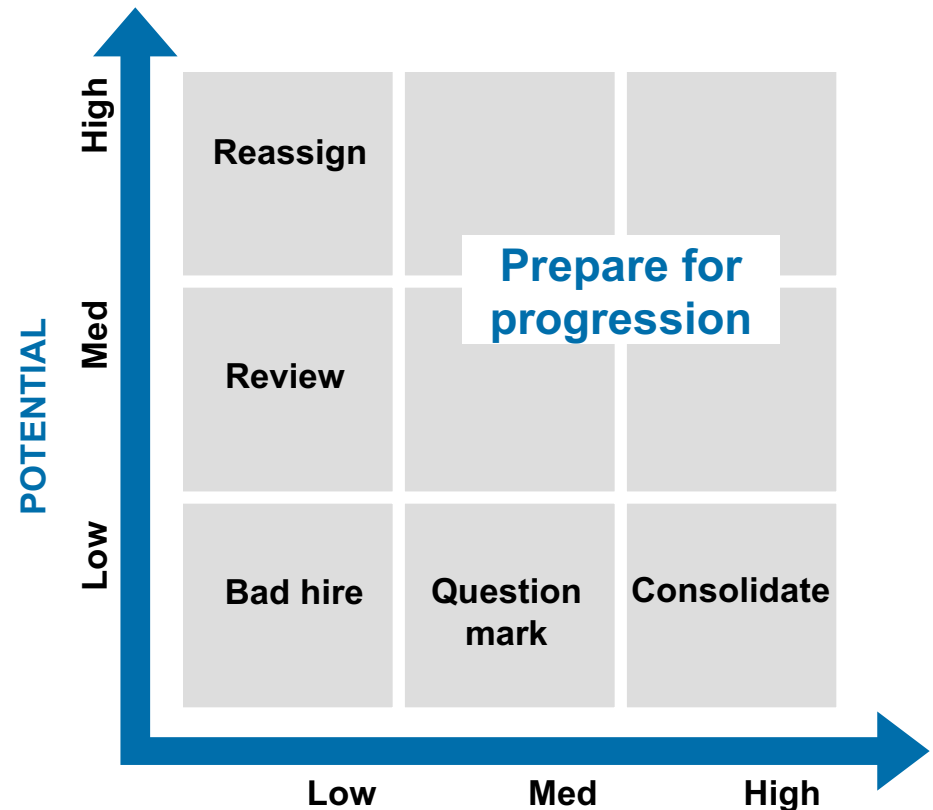 POTENTIAL
High
Med
Low
Reassign
Prepare for
progression
Review
Bad hire
Question
mark
Consolidate
Low
Med
High